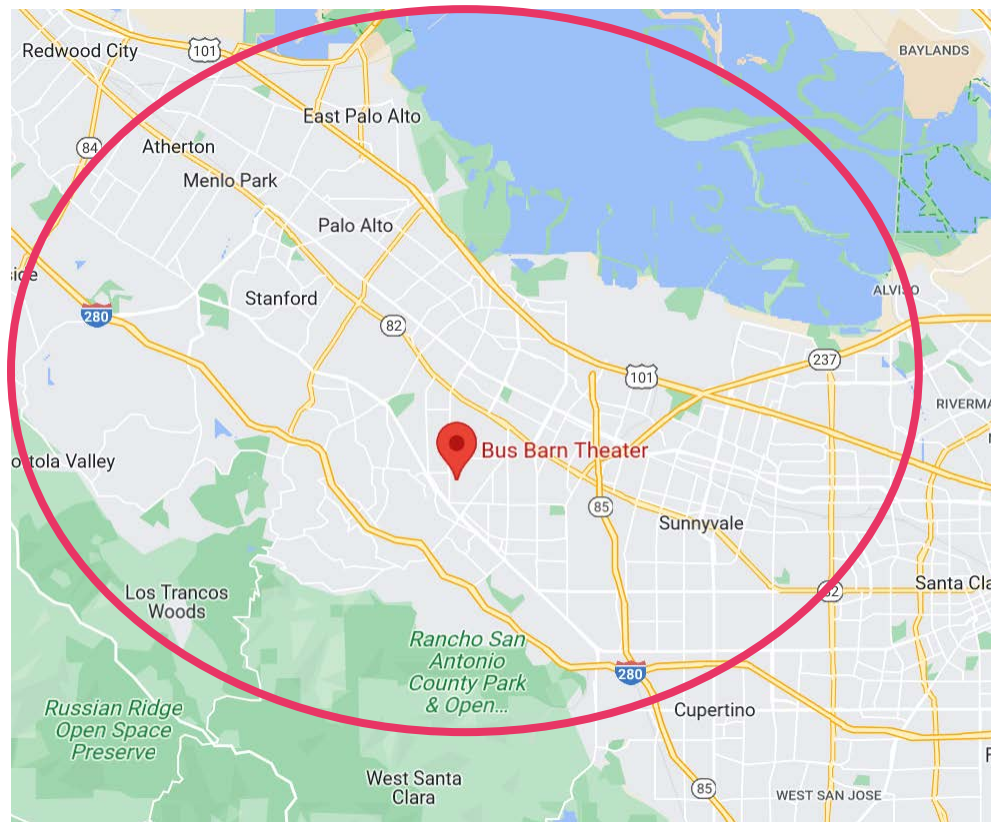 Redwood City
101
BAYLANDS
East Palo Alto
84
Atherton
Menlo Park
Palo Alto
side
Stanford
280
ALVISO
82
237
101
RIVERMA
Bus Barn Theater
ortola Valley
85
Sunnyvale
Los Trancos
Woods
82
Santa Cla
Rancho San
Antonio
County Park
& Open...
280
Russian Ridge
Open Space
Preserve
Cupertino
F
West Santa
Clara
85
WEST SAN JOSE